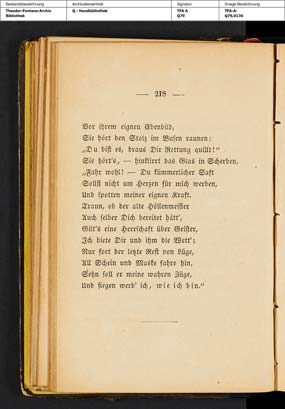 Bestandsbezeichnung
Archivalieneinheit
Signatur
Image-Bezeichnung
Theodor-Fontane-Archiv
Bibliothek
Q - Handbibliothek
TFA A
Q79
TFA-A-
Q79,0136
— 218 —
Vor ihrem eignen Ebenbild,
Sie hört den Stolz im Busen raunen:
„Du bist es, draus Dir Rettung quillt!“
Sie hört's, — hinklirrt das Glas in Scherben,
„Fahr wohl! — Du kümmerlicher Saft
Sollst nicht um Herzen für mich werben,
Und spotten meiner eignen Kraft.
Traun, ob der alte Höllenmeister
Auch selber Dich bereitet hätt',
Gilt's eine Herrschaft über Geister,
Ich biete Dir und ihm die Wett';
Nur fort der letzte Rest von Lüge,
All Schein und Maske fahre hin,
Sehn soll er meine wahren Züge,
Und siegen werd' ich, wie ich bin.“